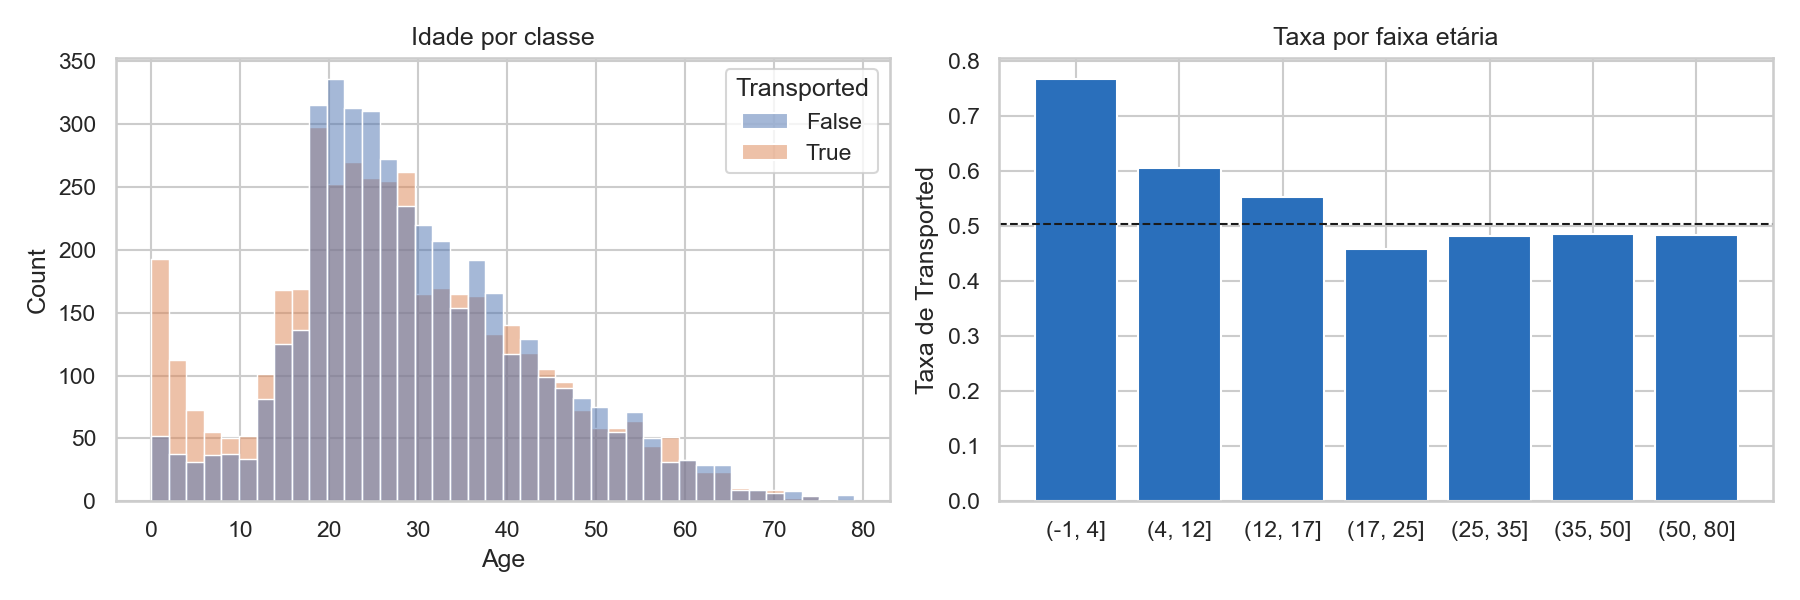 Idade por classe
350
300
250
200
150
100
50
0
Count
0 10 20 30 40 50 60 70 80
Age
Transported
False
True
Taxa por faixa etária
0.8
0.7
0.6
0.5
0.4
0.3
0.2
0.1
0.0
Taxa de Transported
(-1, 4] (4, 12] (12, 17] (17, 25] (25, 35] (35, 50] (50, 80]